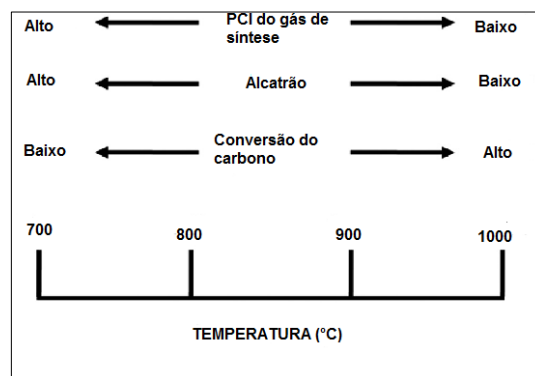 Alto
PCI do gás de
síntese
Baixo
Alto
Alcatrão
Baixo
Baixo
Conversão do
carbono
Alto
700
800
900
1000
TEMPERATURA (°C)